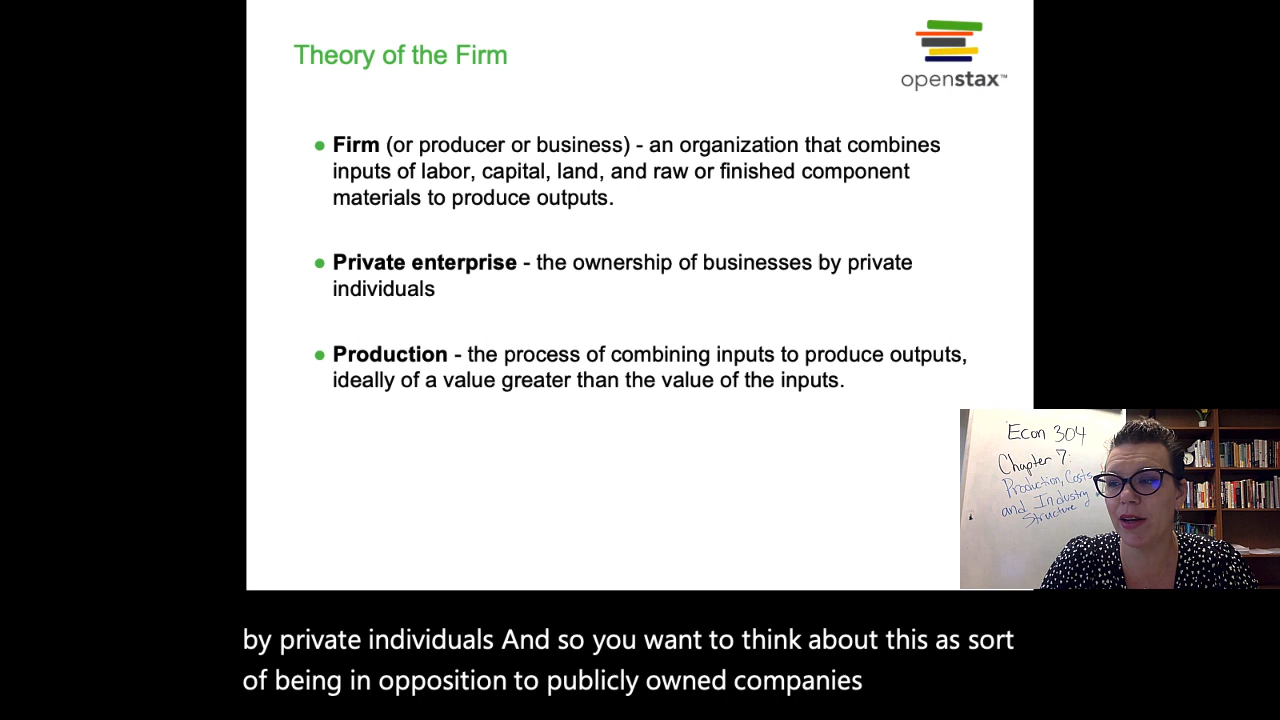 Theory of the Firm
openstax™
● Firm (or producer or business) - an organization that combines
inputs of labor, capital, land, and raw or finished component
materials to produce outputs.
● Private enterprise - the ownership of businesses by private
individuals
● Production - the process of combining inputs to produce outputs,
ideally of a value greater than the value of the inputs.
Econ 304
Chapter 7:
Production, Costs
and Industry
Structure
by private individuals And so you want to think about this as sort
of being in opposition to publicly owned companies